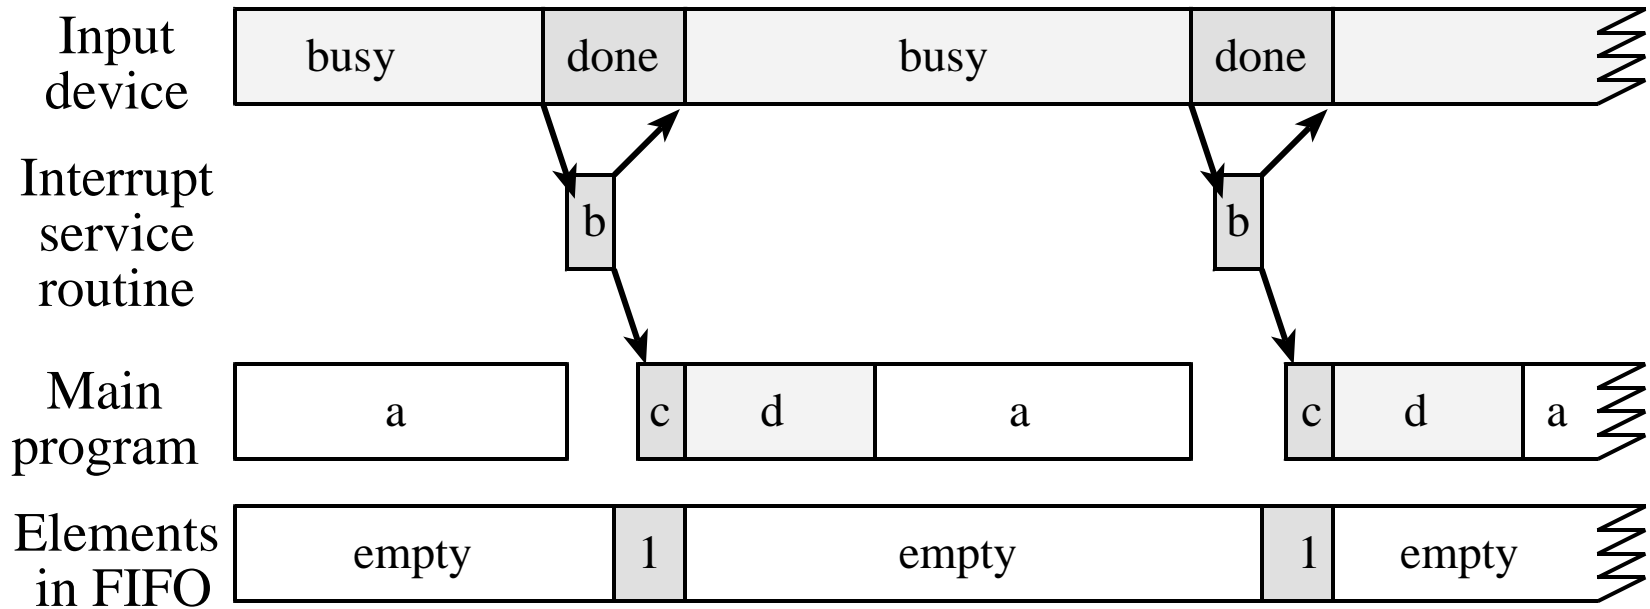 Input
device
busy
done
busy
done
Interrupt
service
routine
b
b
Main
program
a
c
d
a
c
d
a
Elements
in FIFO
empty
1
empty
1
empty